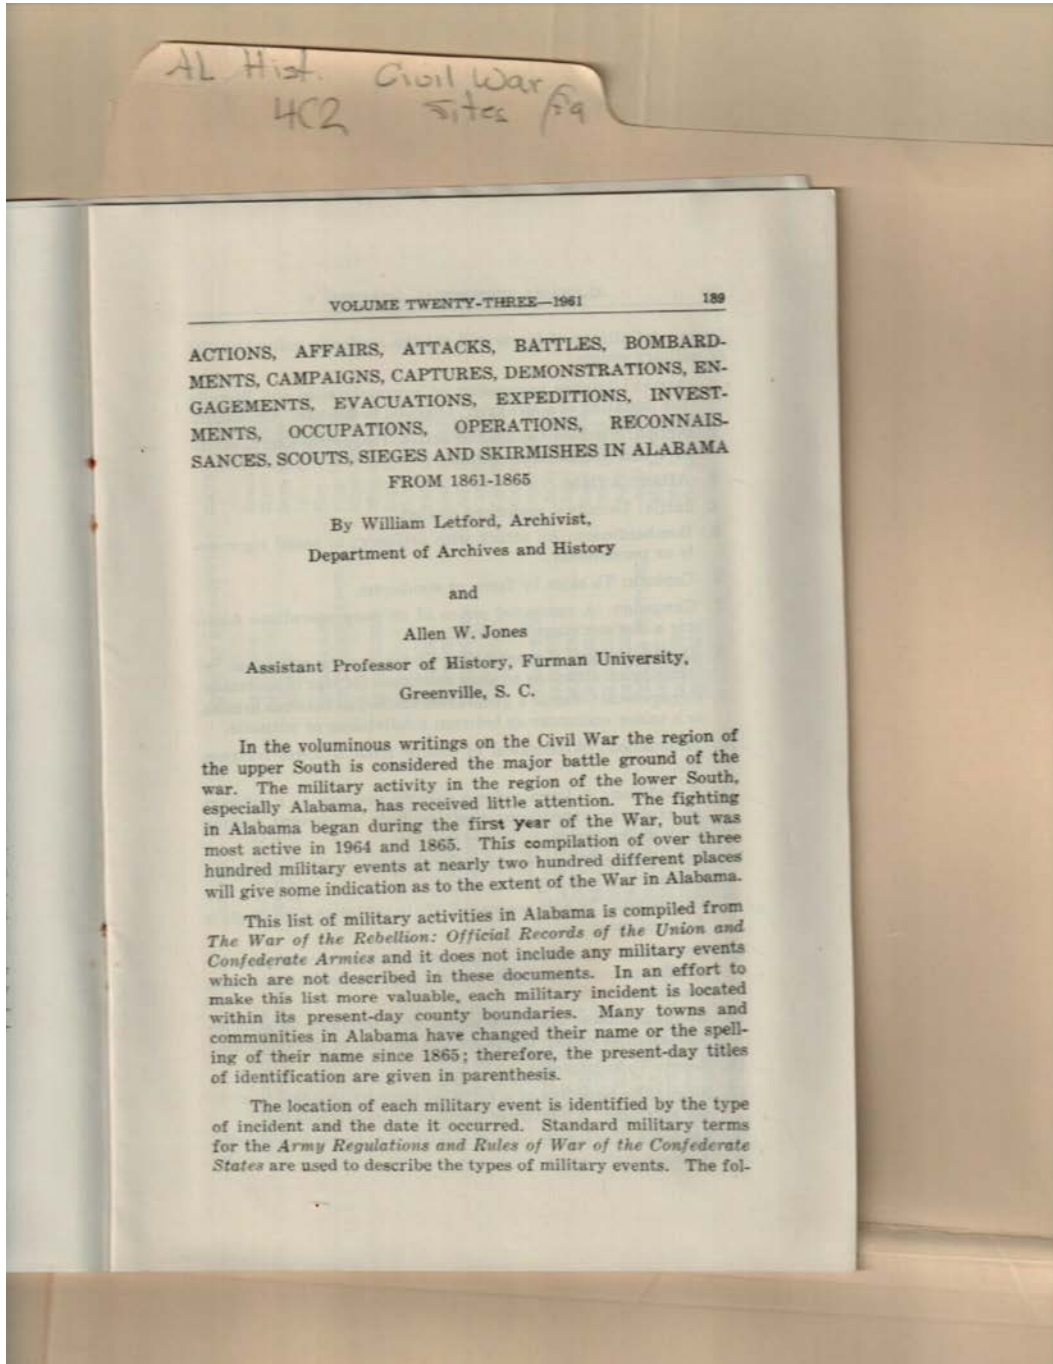 AL Hist. Civil War
4C2 Sites
VOLUME TWENTY-THREE—1961 189
ACTIONS, AFFAIRS, ATTACKS, BATTLES, BOMBARD-
MENTS, CAMPAIGNS, CAPTURES, DEMONSTRATIONS, EN-
GAGEMENTS, EVACUATIONS, EXPEDITIONS, INVEST-
MENTS, OCCUPATIONS, OPERATIONS, RECONNAIS-
SANCES, SCOUTS, SIEGES AND SKIRMISHES IN ALABAMA
FROM 1861-1865
By William Letford, Archivist,
Department of Archives and History
and
Allen W. Jones
Assistant Professor of History, Furman University,
Greenville, S. C.
In the voluminous writings on the Civil War the region of
the upper South is considered the major battle ground of the
war. The military activity in the region of the lower South,
especially Alabama, has received little attention. The fighting
in Alabama began during the first year of the War, but was
most active in 1964 and 1865. This compilation of over three
hundred military events at nearly two hundred different places
will give some indication as to the extent of the War in Alabama.
This list of military activities in Alabama is compiled from
The War of the Rebellion: Official Records of the Union and
Confederate Armies and it does not include any military events
which are not described in these documents. In an effort to
make this list more valuable, each military incident is located
within its present-day county boundaries. Many towns and
communities in Alabama have changed their name or the spell-
ing of their name since 1865; therefore, the present-day titles
of identification are given in parenthesis.
The location of each military event is identified by the type
of incident and the date it occurred. Standard military terms
for the Army Regulations and Rules of War of the Confederate
States are used to describe the types of military events. The fol-